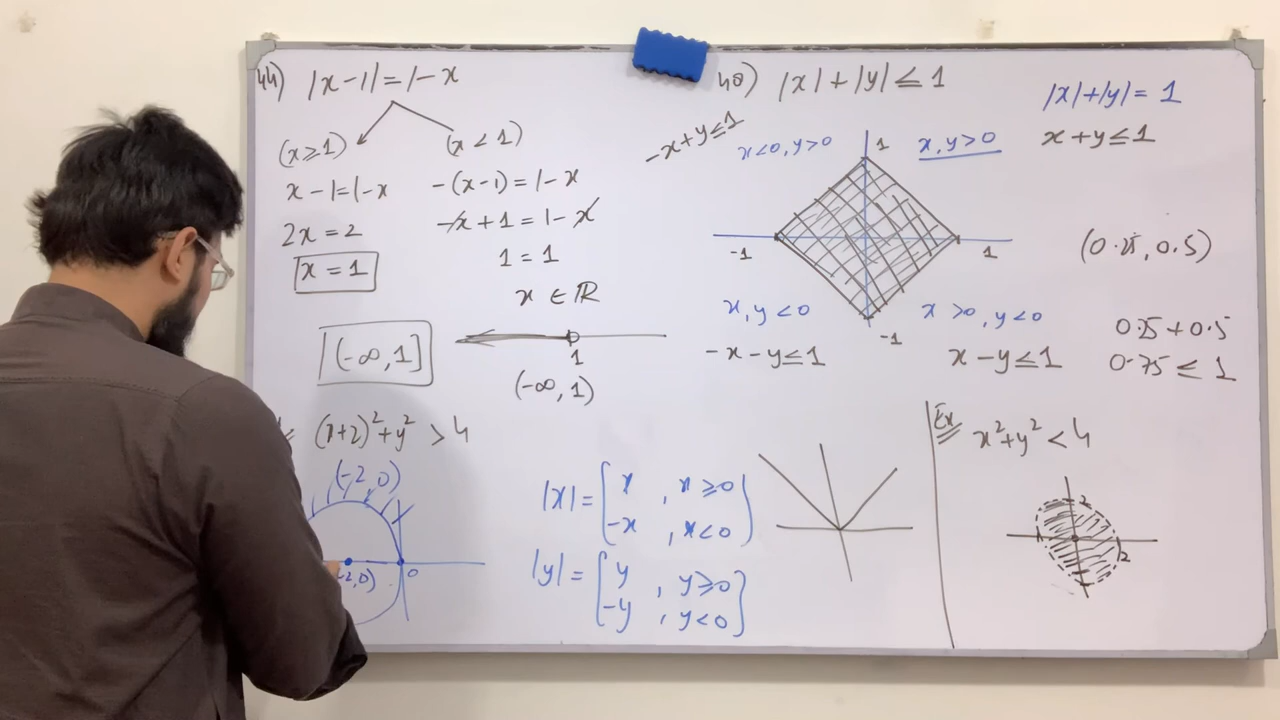 44) |x-1|=1-x
(x≥1)
(x<1)
x-1=1-x
-(x-1)=1-x
2x=2
-x+1=1-x
x=1
1=1
x ∈ ℝ
(-∞,1]
1
(-∞,1)
(x+2)²+y²>4
(-2,0)
-2,0)
0
|x|=[x , x≥0
-x , x<0
|y|=[y , y≥0
-y , y<0
40) |x|+|y|≤1
|x|+|y|=1
-x+y≤1
x<0,y>0
1
x,y>0
x+y≤1
-1
1
x,y<0
x>0,y<0
-1
-x-y≤1
x-y≤1
(0.25,0.5)
0.25+0.5
0.75≤1
Ex x²+y²<4
2
2